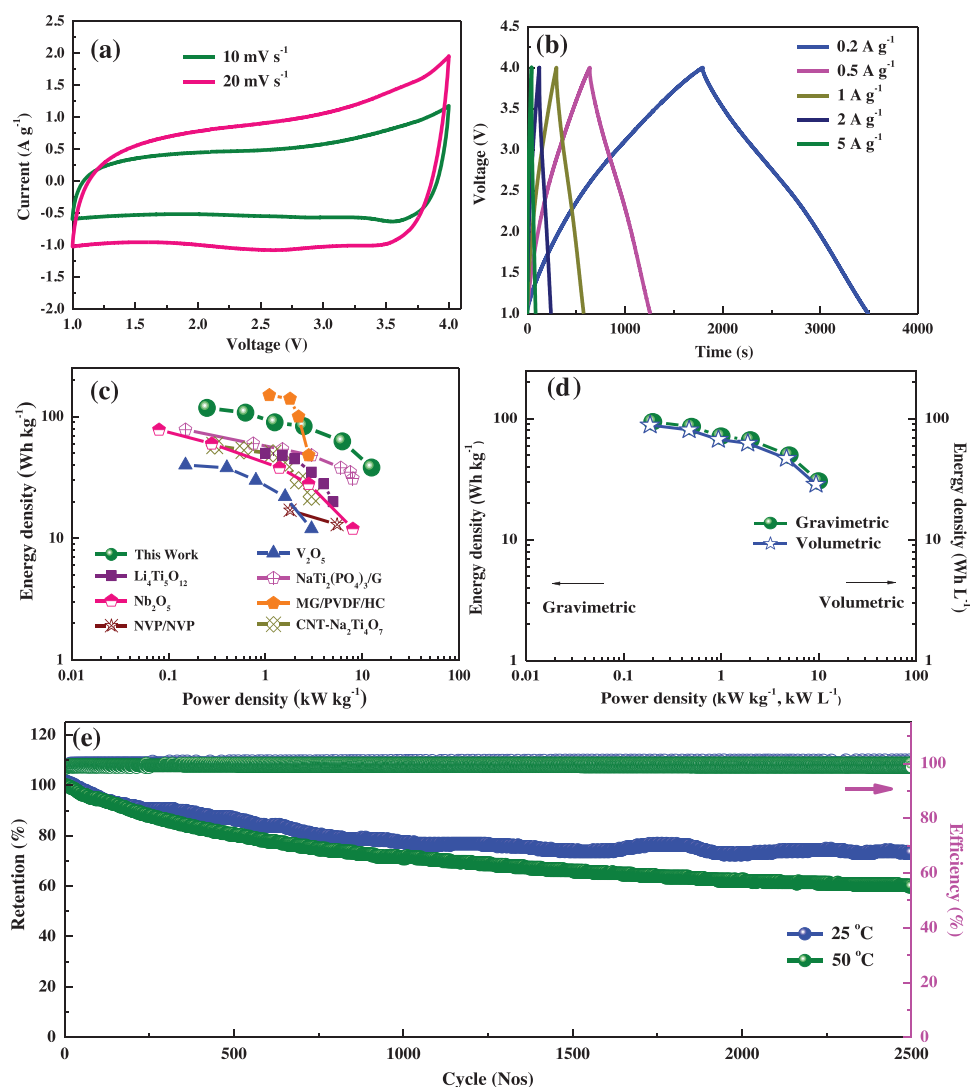 (a)
10 mV s⁻¹
20 mV s⁻¹
Current (A g⁻¹)
2.5
2.0
1.5
1.0
0.5
0.0
-0.5
-1.0
-1.5
-2.0
1.0 1.5 2.0 2.5 3.0 3.5 4.0
Voltage (V)
(b)
0.2 A g⁻¹
0.5 A g⁻¹
1 A g⁻¹
2 A g⁻¹
5 A g⁻¹
Voltage (V)
4.5
4.0
3.5
3.0
2.5
2.0
1.5
1.0
0 1000 2000 3000 4000
Time (s)
(c)
Energy density (Wh kg⁻¹)
100
10
1
This Work
Li₄Ti₅O₁₂
Nb₂O₅
NVP/NVP
V₂O₅
NaTi₂(PO₄)₃/G
MG/PVDF/HC
CNT-Na₂Ti₄O₇
0.01 0.1 1 10 100
Power density (kW kg⁻¹)
(d)
Energy density (Wh kg⁻¹)
100
10
1
Gravimetric
Volumetric
Gravimetric
Volumetric
100
10
1
Energy density (Wh L⁻¹)
0.01 0.1 1 10 100
Power density (kW kg⁻¹, kW L⁻¹)
(e)
Retention (%)
120
100
80
60
40
20
0
25 °C
50 °C
100
80
60
40
20
0
Efficiency (%)
0 500 1000 1500 2000 2500
Cycle (Nos)